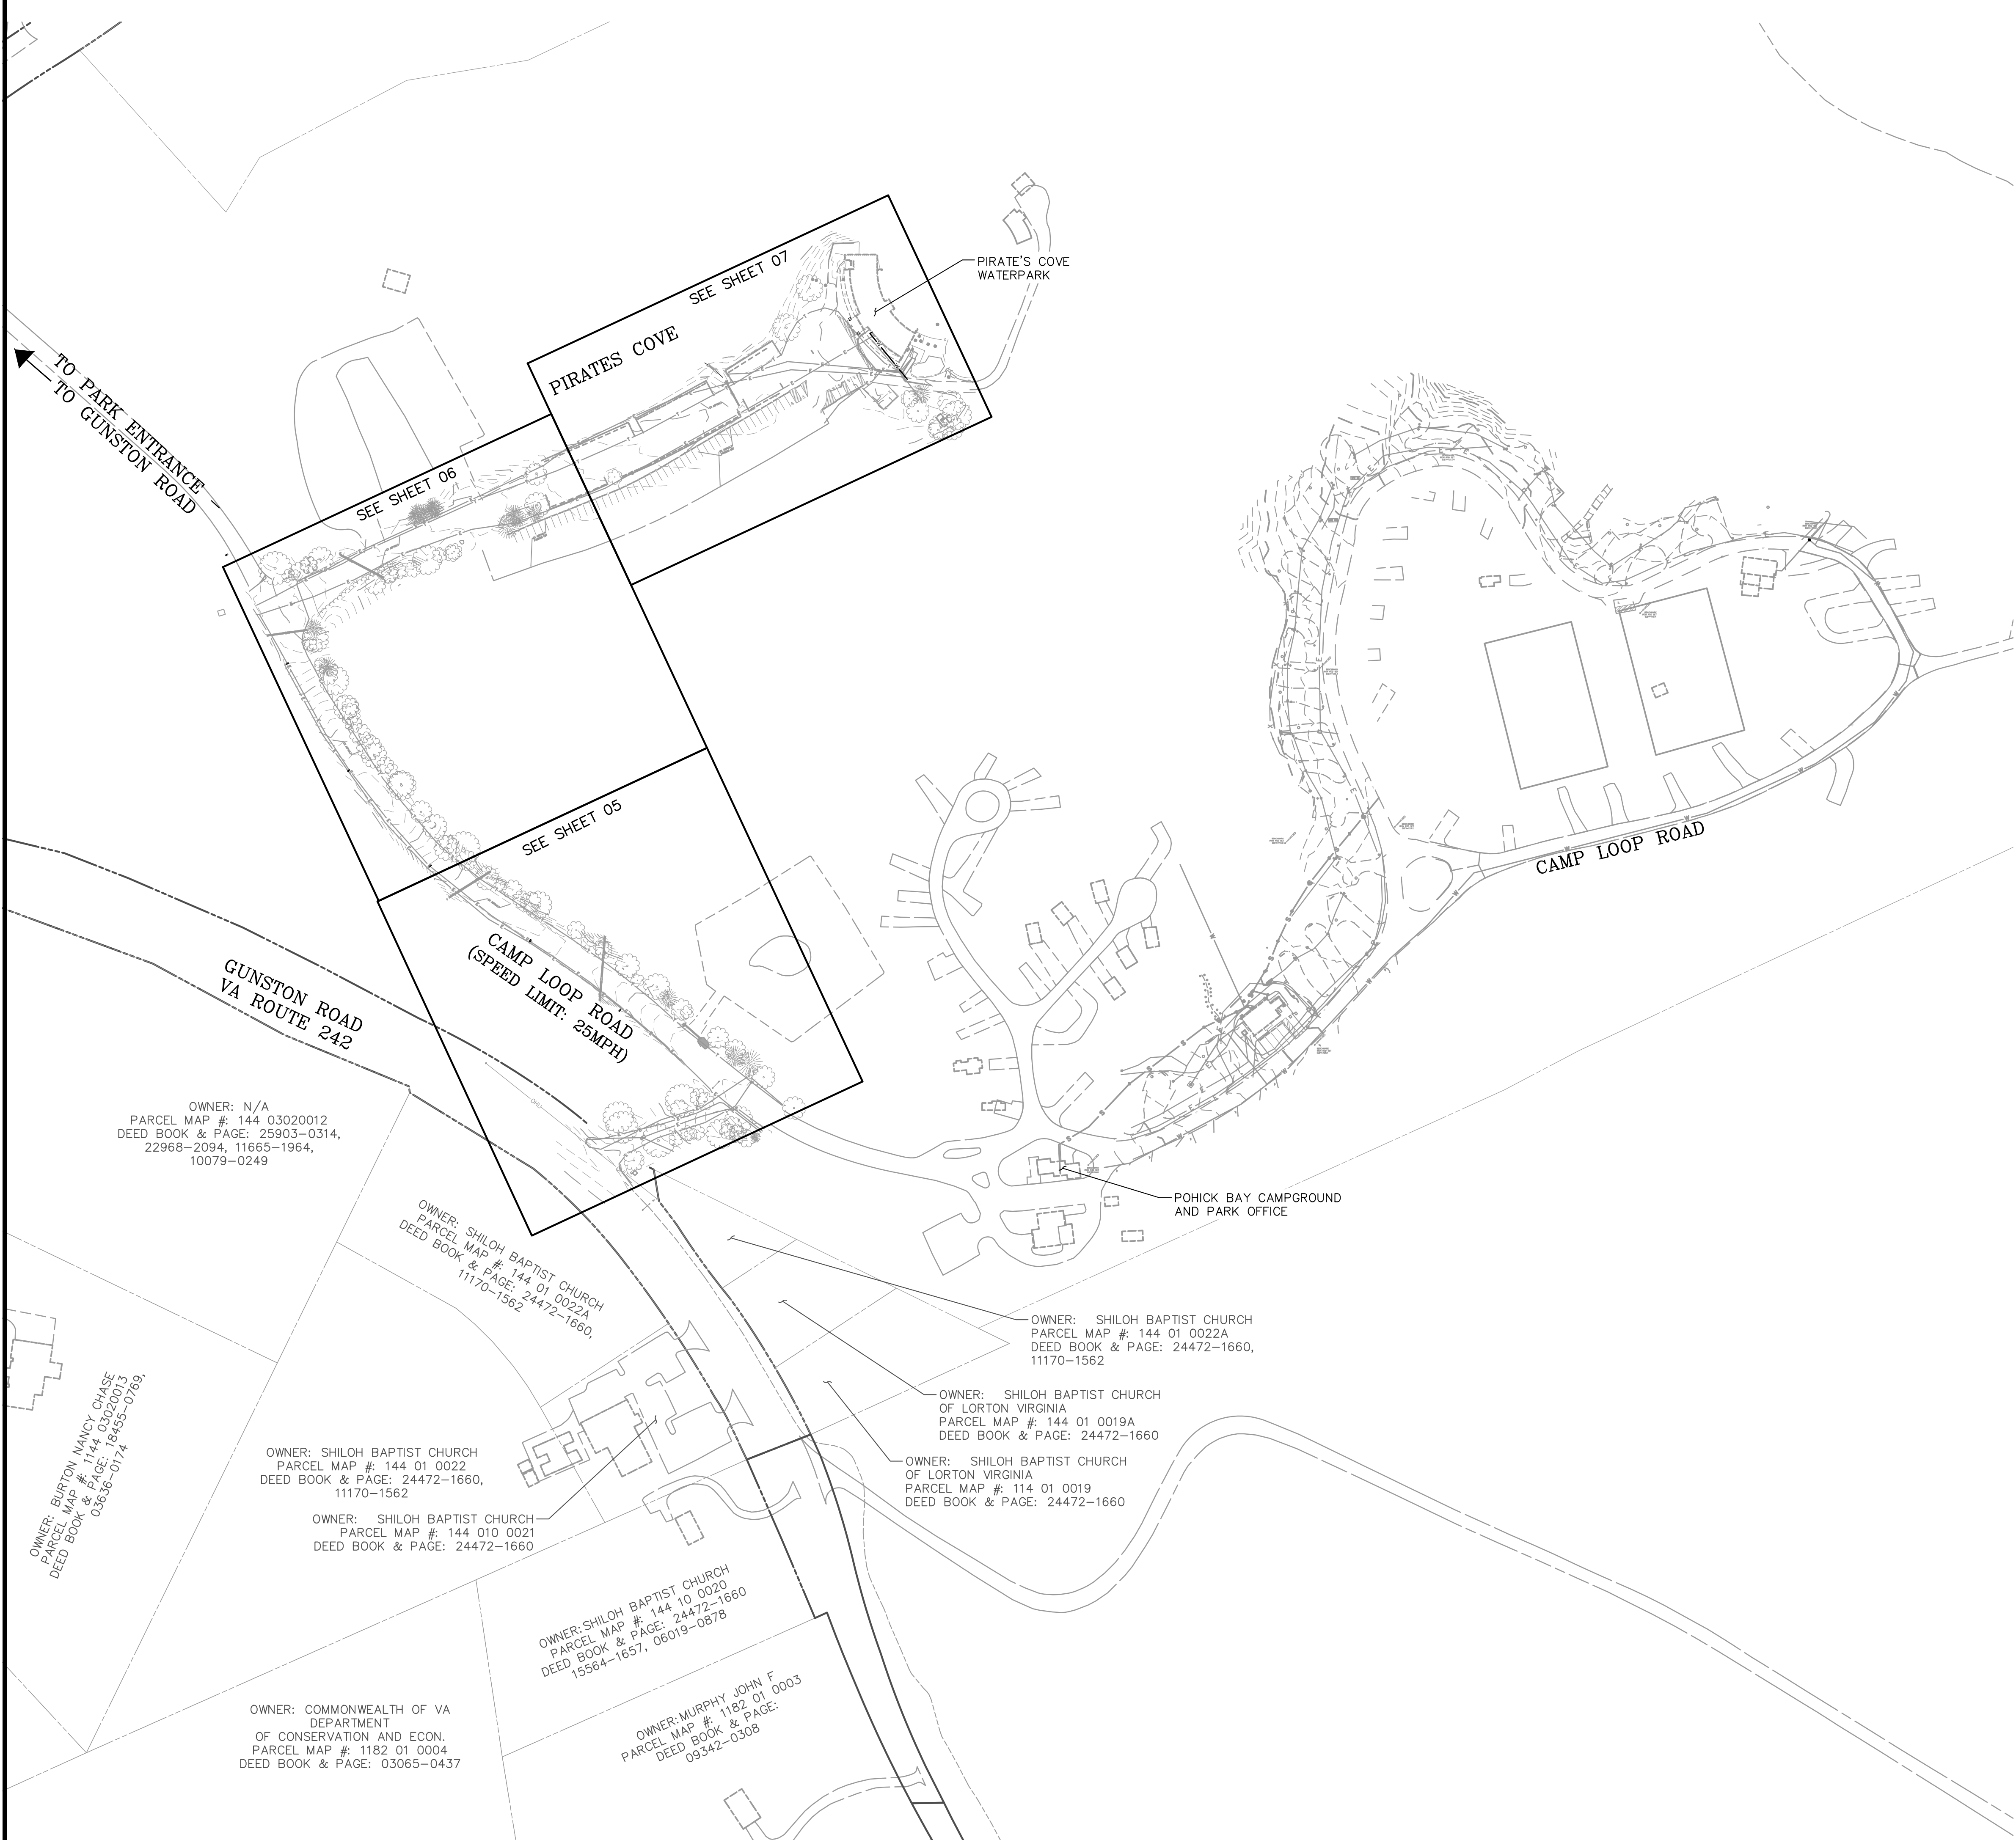 PIRATE'S COVE
WATERPARK
SEE SHEET 07
PIRATES COVE
TO PARK ENTRANCE –
TO GUNSTON ROAD
SEE SHEET 06
SEE SHEET 05
CAMP LOOP ROAD
CAMP LOOP ROAD
(SPEED LIMIT: 25MPH)
GUNSTON ROAD
VA ROUTE 242
OWNER: N/A
PARCEL MAP #: 144 03020012
DEED BOOK & PAGE: 25903–0314,
22968–2094, 11665–1964,
10079–0249
POHICK BAY CAMPGROUND
AND PARK OFFICE
OWNER: SHILOH BAPTIST CHURCH
PARCEL MAP #: 144 01 0022A
DEED BOOK & PAGE: 24472–1660,
11170–1562
OWNER: SHILOH BAPTIST CHURCH
PARCEL MAP #: 144 01 0022A
DEED BOOK & PAGE: 24472–1660,
11170–1562
OWNER: SHILOH BAPTIST CHURCH
OF LORTON VIRGINIA
PARCEL MAP #: 144 01 0019A
DEED BOOK & PAGE: 24472–1660
OWNER: SHILOH BAPTIST CHURCH
OF LORTON VIRGINIA
PARCEL MAP #: 114 01 0019
DEED BOOK & PAGE: 24472–1660
OWNER: BURTON NANCY CHASE
PARCEL MAP #: 1144 03020013
DEED BOOK & PAGE: 18455–0769,
03636–0174
OWNER: SHILOH BAPTIST CHURCH
PARCEL MAP #: 144 01 0022
DEED BOOK & PAGE: 24472–1660,
11170–1562
OWNER: SHILOH BAPTIST CHURCH
PARCEL MAP #: 144 010 0021
DEED BOOK & PAGE: 24472–1660
OWNER: SHILOH BAPTIST CHURCH
PARCEL MAP #: 144 10 0020
DEED BOOK & PAGE: 24472–1660
15564–1657, 06019–0878
OWNER: MURPHY JOHN F
PARCEL MAP #: 1182 01 0003
DEED BOOK & PAGE:
09342–0308
OWNER: COMMONWEALTH OF VA
DEPARTMENT
OF CONSERVATION AND ECON.
PARCEL MAP #: 1182 01 0004
DEED BOOK & PAGE: 03065–0437